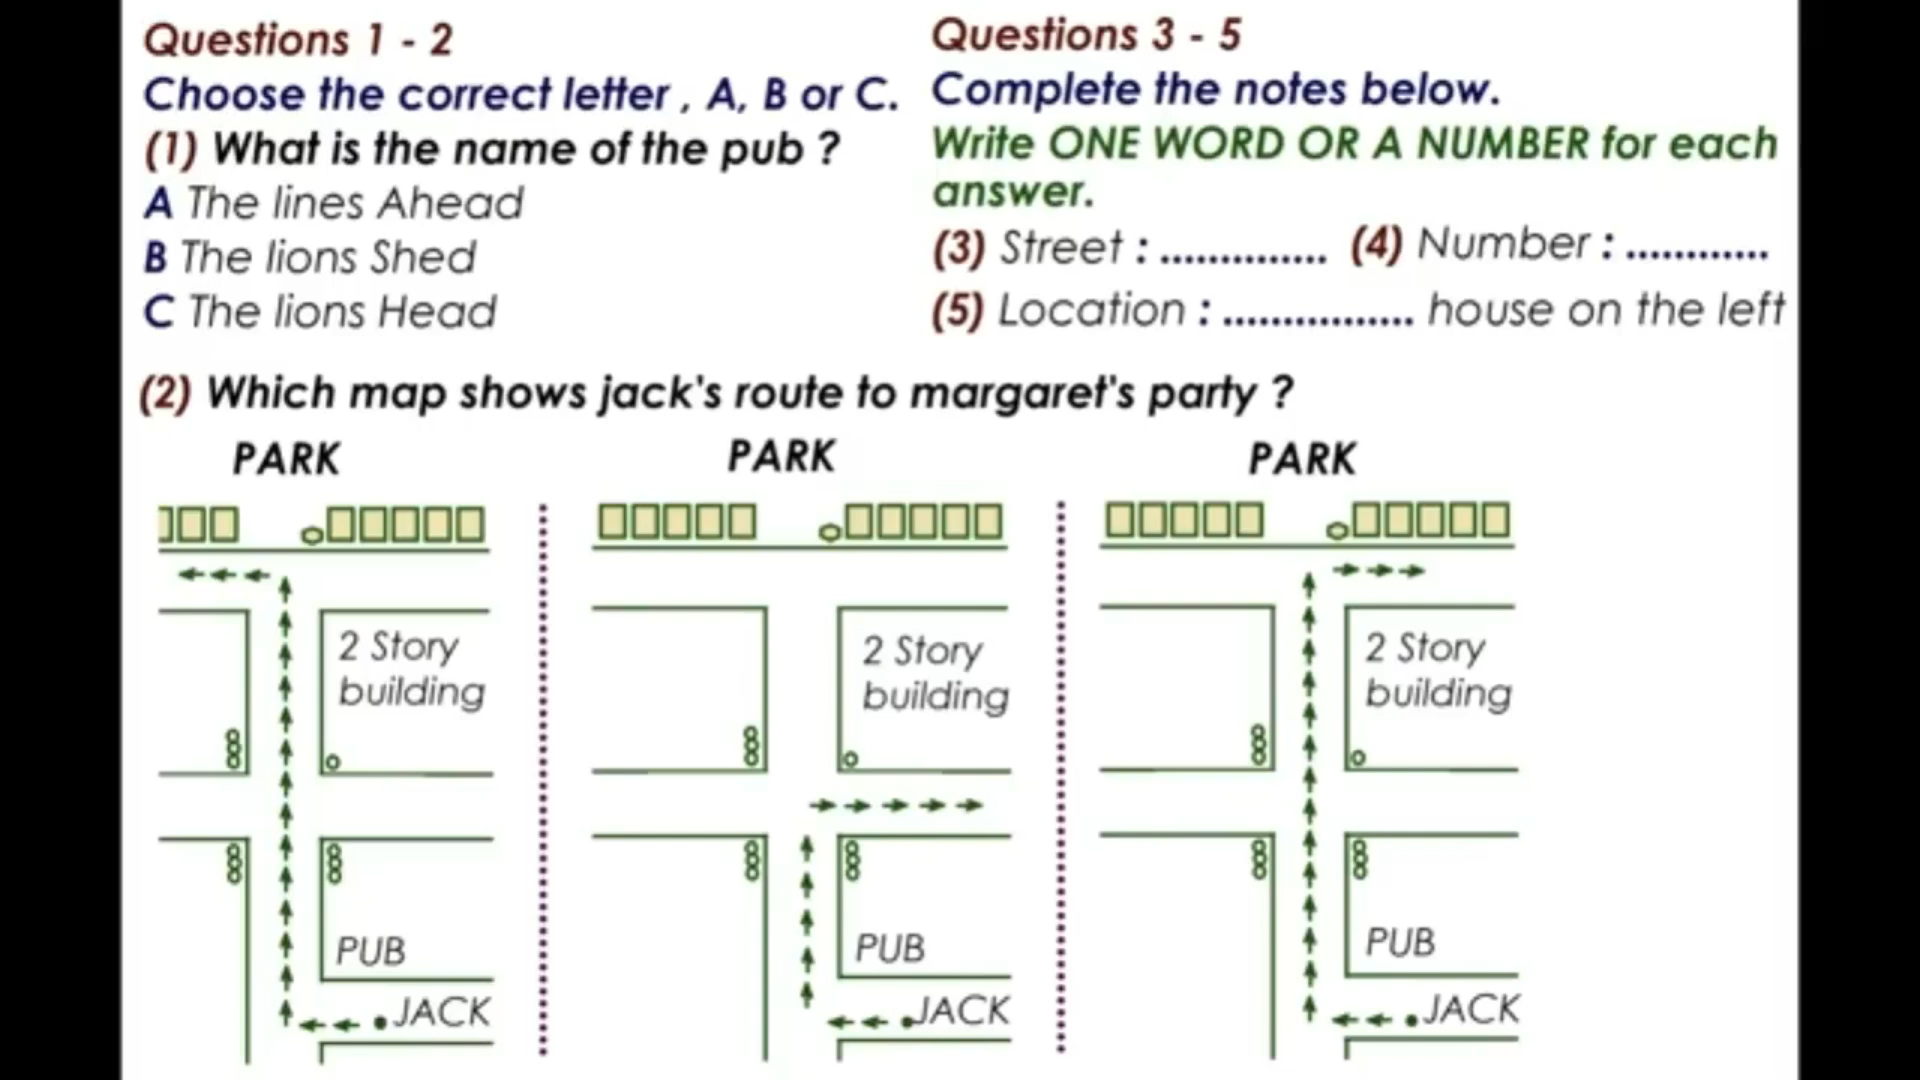 Questions 1 - 2
Choose the correct letter , A, B or C.
(1) What is the name of the pub ?
A The lines Ahead
B The lions Shed
C The lions Head
Questions 3 - 5
Complete the notes below.
Write ONE WORD OR A NUMBER for each
answer.
(3) Street : .............. (4) Number : ............
(5) Location : ................ house on the left
(2) Which map shows jack's route to margaret's party ?
PARK
2 Story
building
PUB
JACK
PARK
2 Story
building
PUB
JACK
PARK
2 Story
building
PUB
JACK